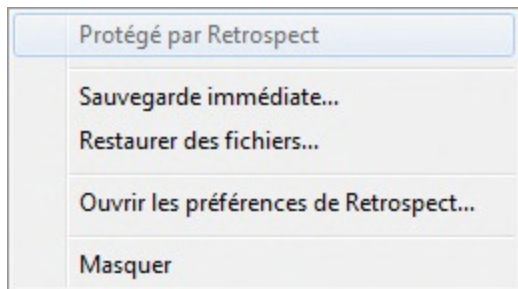 Protégé par Retrospect
Sauvegarde immédiate...
Restaurer des fichiers...
Ouvrir les préférences de Retrospect...
Masquer